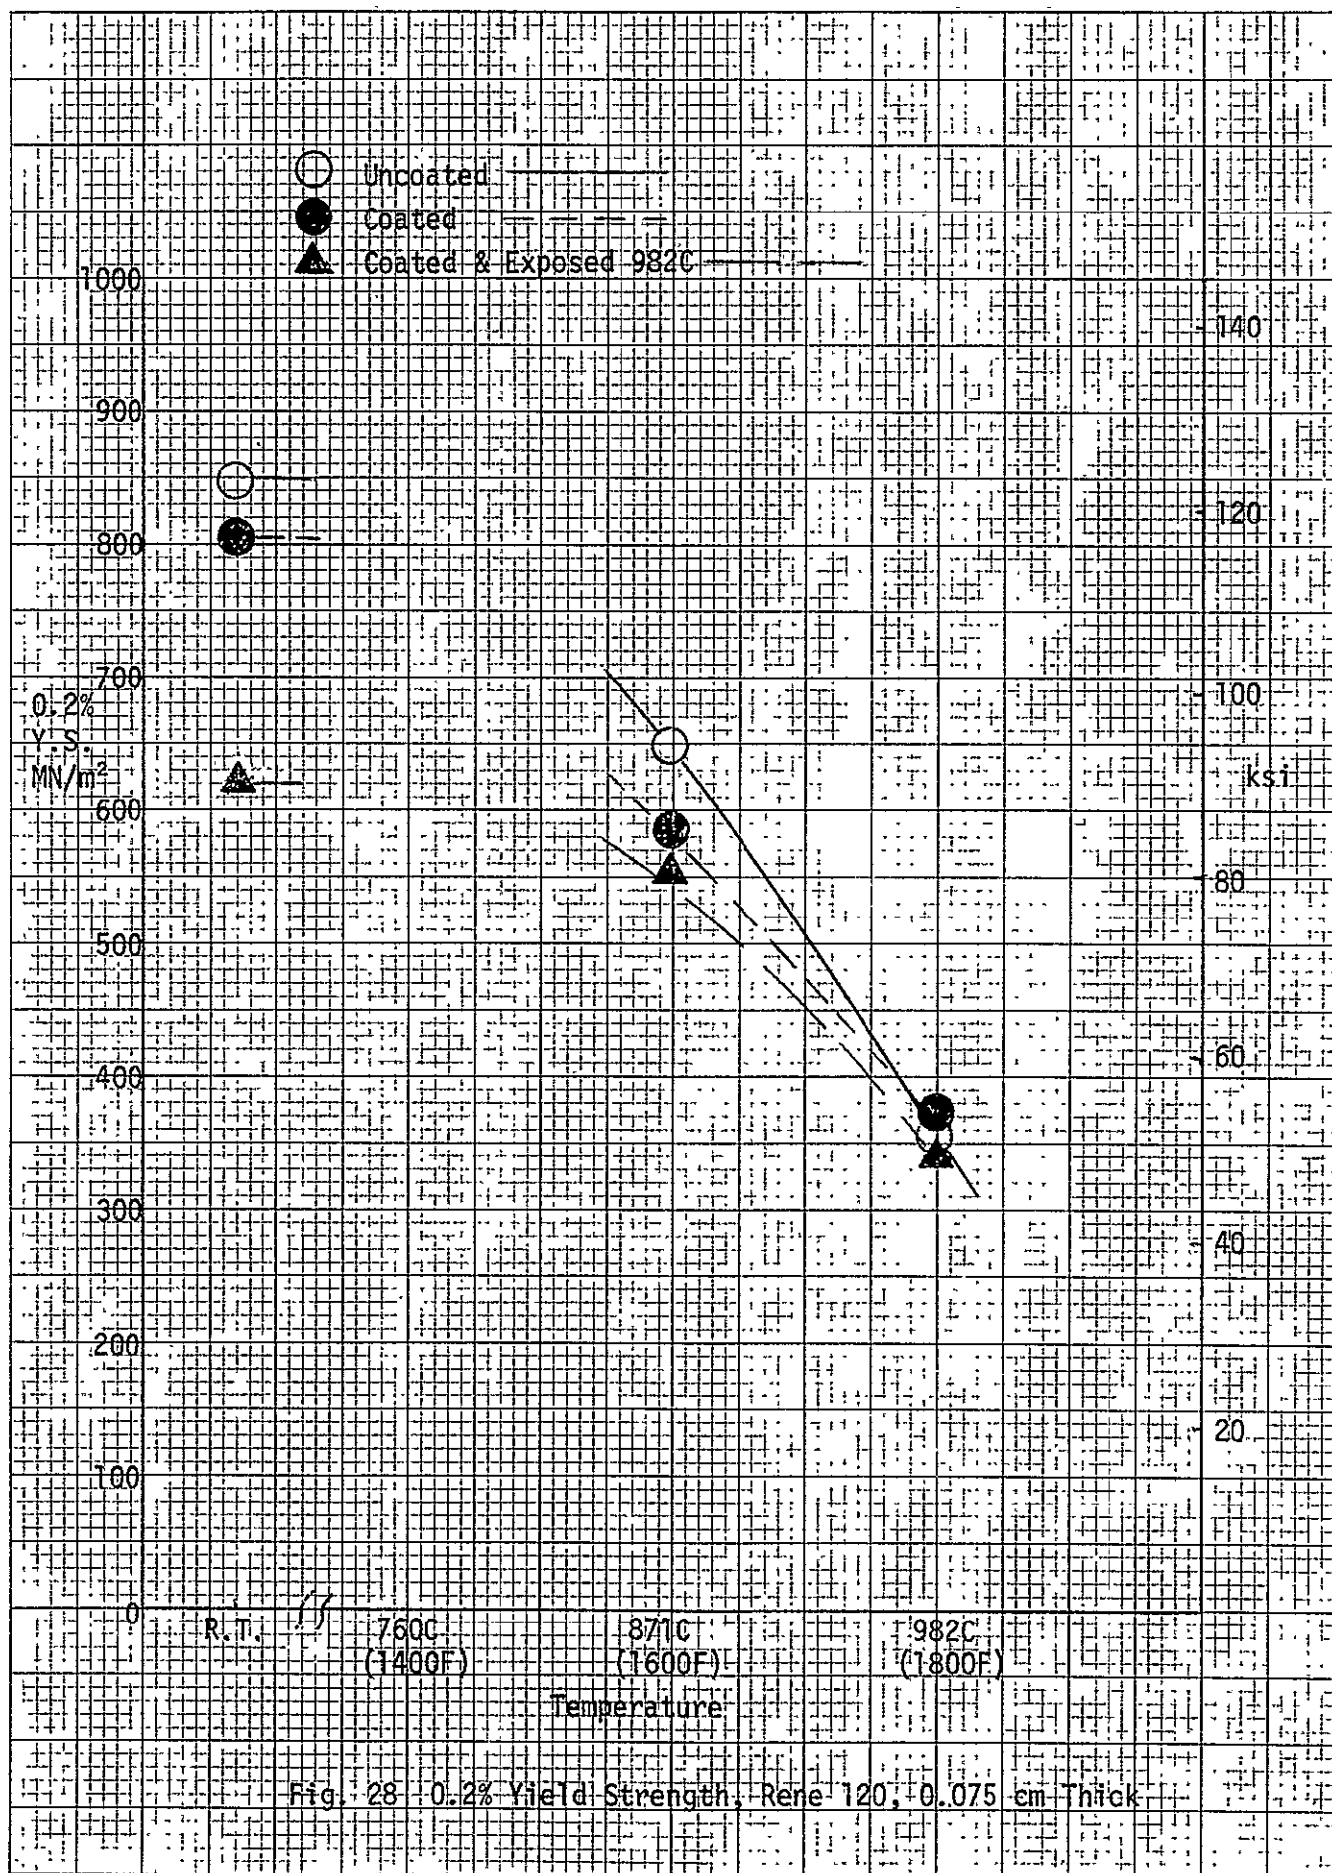 Uncoated
Coated
Coated & Exposed 982C
1000
900
800
700
600
500
400
300
200
100
0
0.2%
Y.S.
MN/m²
140
120
100
80
60
40
20
ksi
R.T.
760C
(1400F)
871C
(1600F)
982C
(1800F)
Temperature
Fig. 28 0.2% Yield Strength, Rene 120, 0.075 cm Thick